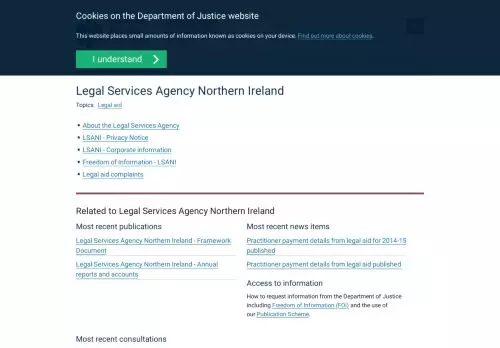 Cookies on the Department of Justice website
This website places small amounts of information known as cookies on your device. Find out more about cookies.
I understand
Legal Services Agency Northern Ireland
Topics: Legal aid
About the Legal Services Agency
LSANI - Privacy Notice
LSANI - Corporate information
Freedom of Information - LSANI
Legal aid complaints
Related to Legal Services Agency Northern Ireland
Most recent publications
Legal Services Agency Northern Ireland - Framework
Document
Legal Services Agency Northern Ireland - Annual
reports and accounts
Most recent news items
Practitioner payment details from legal aid for 2014-15
published
Practitioner payment details from legal aid published
Access to information
How to request information from the Department of Justice
including Freedom of Information (FOI) and the use of
our Publication Scheme.
Most recent consultations